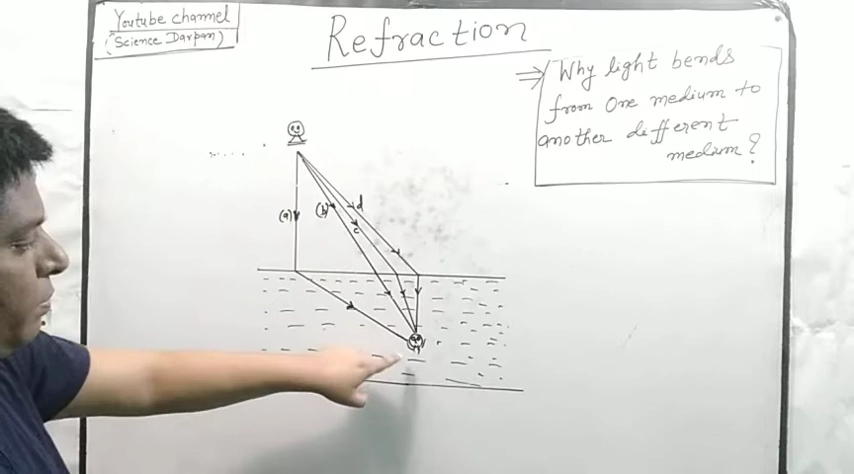 Youtube channel
(Science Darpan)
Refraction
⇒ Why light bends
from one medium to
another different
medium?
d
(a)
(b)
c